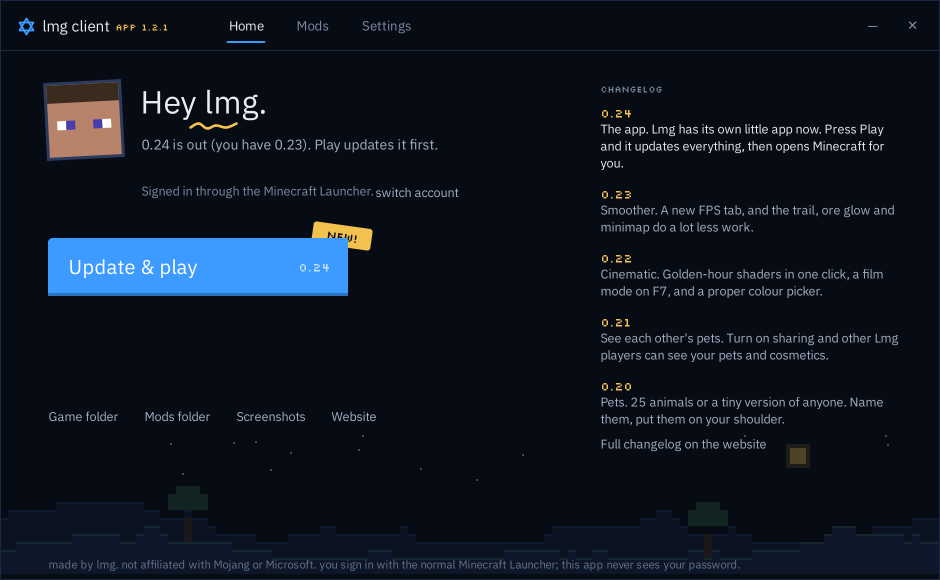 lmg client APP 1.2.1
Home Mods Settings
Hey lmg.
0.24 is out (you have 0.23). Play updates it first.
Signed in through the Minecraft Launcher. switch account
NEW!
Update & play 0.24
Game folder Mods folder Screenshots Website
CHANGELOG
0.24
The app. Lmg has its own little app now. Press Play
and it updates everything, then opens Minecraft for
you.
0.23
Smoother. A new FPS tab, and the trail, ore glow and
minimap do a lot less work.
0.22
Cinematic. Golden-hour shaders in one click, a film
mode on F7, and a proper colour picker.
0.21
See each other's pets. Turn on sharing and other Lmg
players can see your pets and cosmetics.
0.20
Pets. 25 animals or a tiny version of anyone. Name
them, put them on your shoulder.
Full changelog on the website
made by lmg. not affiliated with Mojang or Microsoft. you sign in with the normal Minecraft Launcher; this app never sees your password.